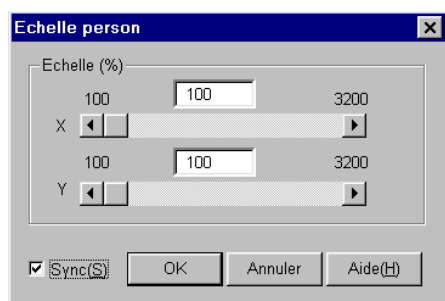 Echelle person
Echelle (%)
100 100 3200
X
100 100 3200
Y
Sync(S) OK Annuler Aide(H)